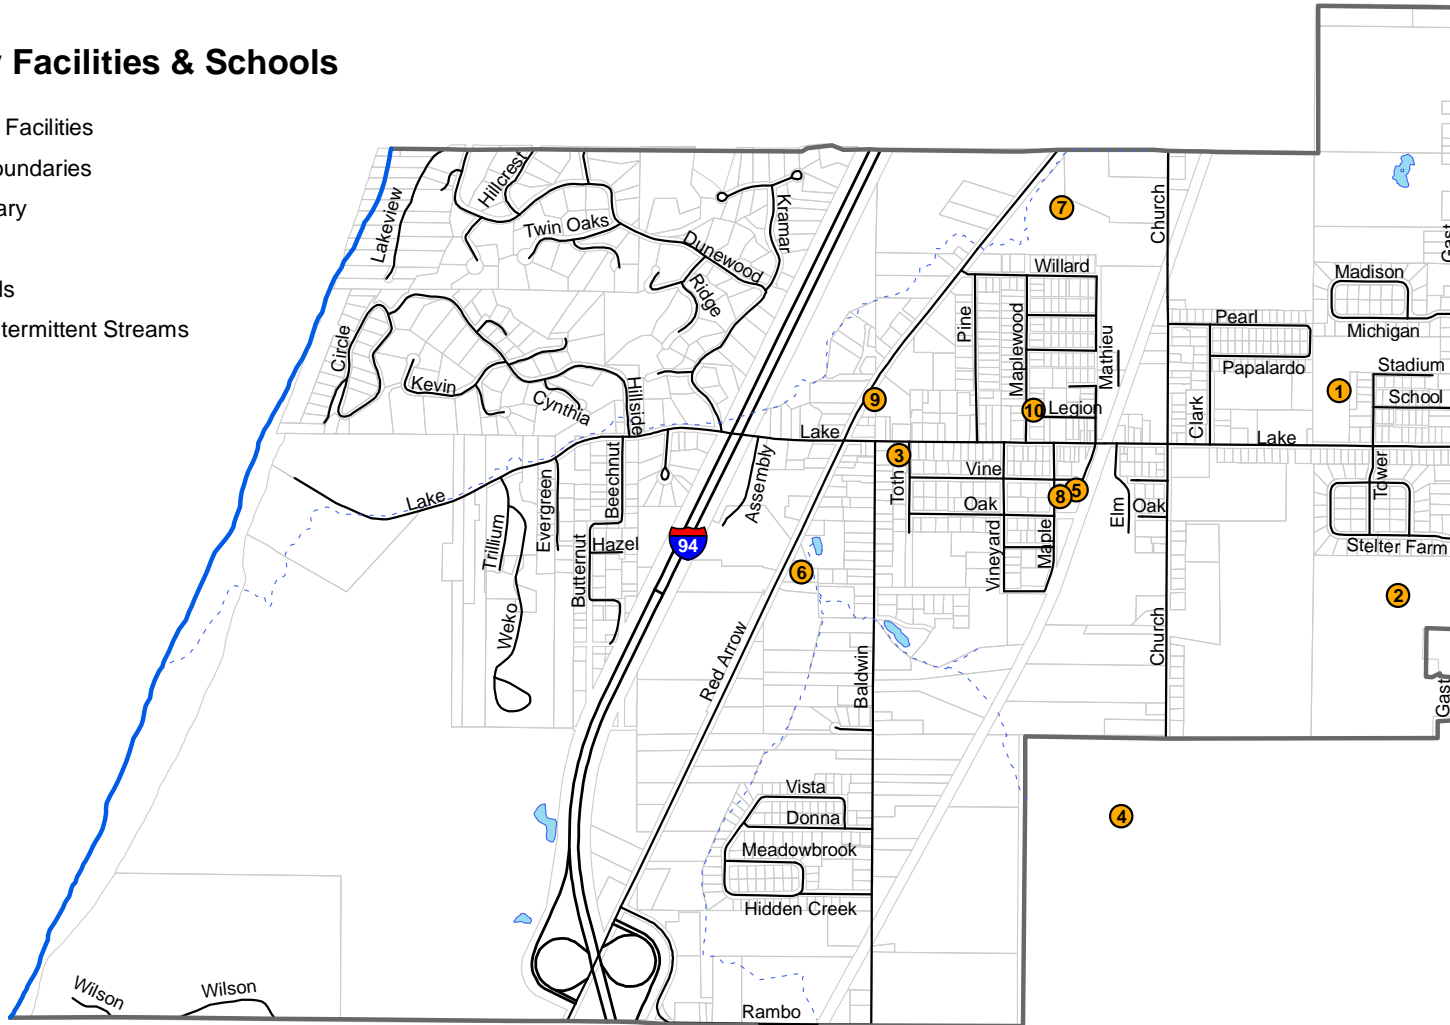 y Facilities & Schools
Facilities
oundaries
ary
ls
ntermittent Streams
Lakeview
Hillcrest
Twin Oaks
Dunewood
Kramar
Ridge
Circle
Kevin
Cynthia
Hillside
7
Church
Willard
Pine
Maplewood
Mathieu
Gast
Madison
Michigan
Pearl
Papalardo
Stadium
School
1
9
10
Legion
Clark
Lake
Lake
3
Toth
Vine
Oak
8
5
Elm
Oak
Tower
Stelter Farm
Lake
Trillium
Evergreen
Beechnut
Butternut
Hazel
94
Assembly
Vineyard
Maple
6
2
Weko
Red Arrow
Baldwin
Church
Gast
Vista
Donna
Meadowbrook
Hidden Creek
4
Wilson
Wilson
Rambo